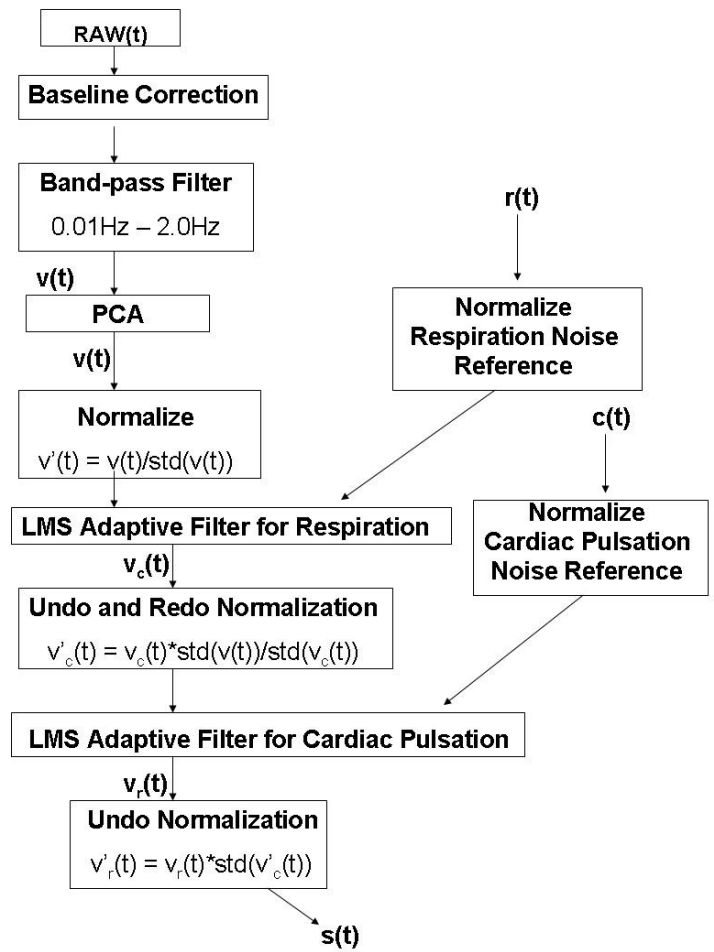 RAW(t)
Baseline Correction
Band-pass Filter
0.01Hz – 2.0Hz
v(t)
PCA
v(t)
Normalize
v'(t) = v(t)/std(v(t))
r(t)
Normalize
Respiration Noise
Reference
c(t)
Normalize
Cardiac Pulsation
Noise Reference
LMS Adaptive Filter for Respiration
vc(t)
Undo and Redo Normalization
v'c(t) = vc(t)*std(v(t))/std(vc(t))
LMS Adaptive Filter for Cardiac Pulsation
vr(t)
Undo Normalization
v'r(t) = vr(t)*std(v'c(t))
s(t)